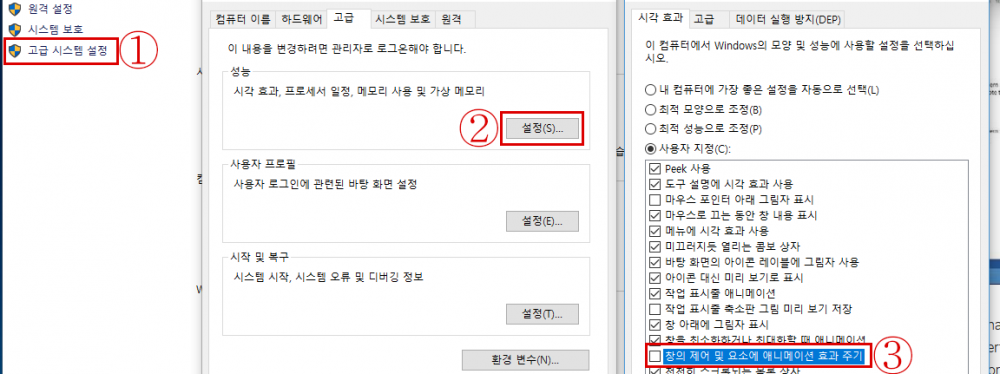 원격 설정
시스템 보호
고급 시스템 설정
①
컴퓨터 이름 하드웨어 고급 시스템 보호 원격
이 내용을 변경하려면 관리자로 로그온해야 합니다.
성능
시각 효과, 프로세서 일정, 메모리 사용 및 가상 메모리
②
설정(S)...
사용자 프로필
사용자 로그인에 관련된 바탕 화면 설정
설정(E)...
시작 및 복구
시스템 시작, 시스템 오류 및 디버깅 정보
설정(T)...
환경 변수(N)...
시각 효과 고급 데이터 실행 방지(DEP)
이 컴퓨터에서 Windows의 모양 및 성능에 사용할 설정을 선택하십
시오.
내 컴퓨터에 가장 좋은 설정을 자동으로 선택(L)
최적 모양으로 조정(B)
최적 성능으로 조정(P)
사용자 지정(C):
Peek 사용
도구 설명에 시각 효과 사용
마우스 포인터 아래 그림자 표시
마우스로 끄는 동안 창 내용 표시
메뉴에 시각 효과 사용
미끄러지듯 열리는 콤보 상자
바탕 화면의 아이콘 레이블에 그림자 사용
아이콘 대신 미리 보기로 표시
작업 표시줄 애니메이션
작업 표시줄 축소판 그림 미리 보기 저장
창 아래에 그림자 표시
창을 최소화하거나 최대화할 때 애니메이션
창의 제어 및 요소에 애니메이션 효과 주기
③
천천히 스크롤되는 목록 상자